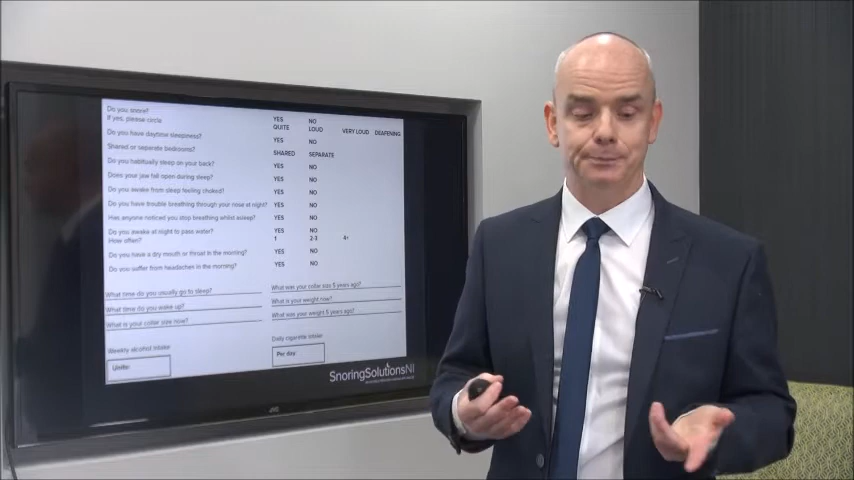 Do you snore? YES NO
If yes, please circle QUITE LOUD VERY LOUD DEAFENING
Do you have daytime sleepiness? YES NO
Shared or separate bedrooms? SHARED SEPARATE
Do you habitually sleep on your back? YES NO
Does your jaw fall open during sleep? YES NO
Do you awake from sleep feeling choked? YES NO
Do you have trouble breathing through your nose at night? YES NO
Has anyone noticed you stop breathing whilst asleep? YES NO
Do you awake at night to pass water? YES NO
How often? 1 2-3 4+
Do you have a dry mouth or throat in the morning? YES NO
Do you suffer from headaches in the morning? YES NO
What time do you usually go to sleep? What was your collar size 5 years ago?
What time do you wake up? What is your weight now?
What is your collar size now? What was your weight 5 years ago?
Weekly alcohol intake Daily cigarette intake
Units: Per day:
SnoringSolutionsNI
JVC